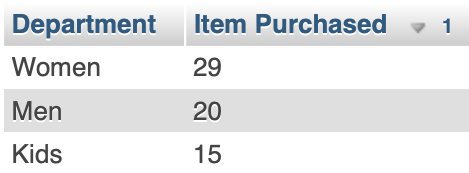 Department Item Purchased 1
Women 29
Men 20
Kids 15